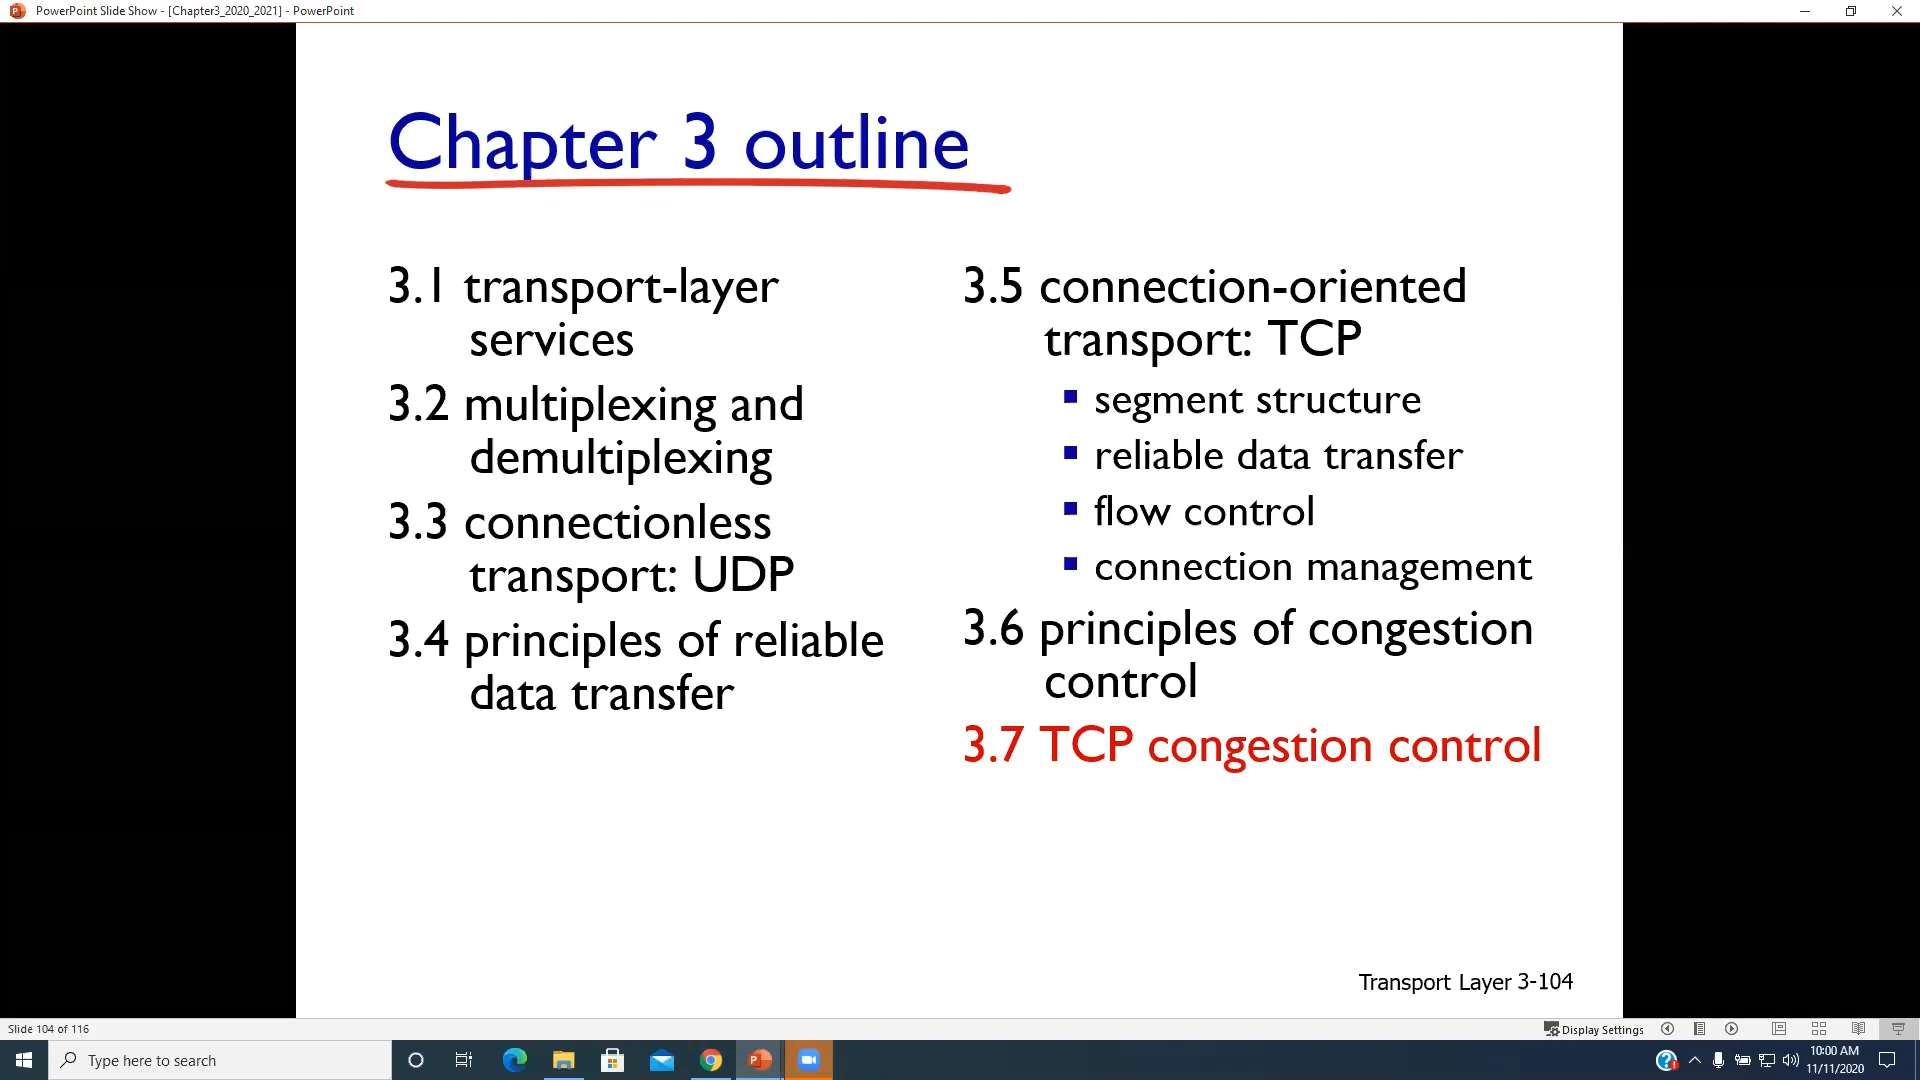 PowerPoint Slide Show - [Chapter3_2020_2021] - PowerPoint
Chapter 3 outline
3.1 transport-layer
services
3.2 multiplexing and
demultiplexing
3.3 connectionless
transport: UDP
3.4 principles of reliable
data transfer
3.5 connection-oriented
transport: TCP
segment structure
reliable data transfer
flow control
connection management
3.6 principles of congestion
control
3.7 TCP congestion control
Transport Layer 3-104
Slide 104 of 116
Display Settings
Type here to search
10:00 AM
11/11/2020